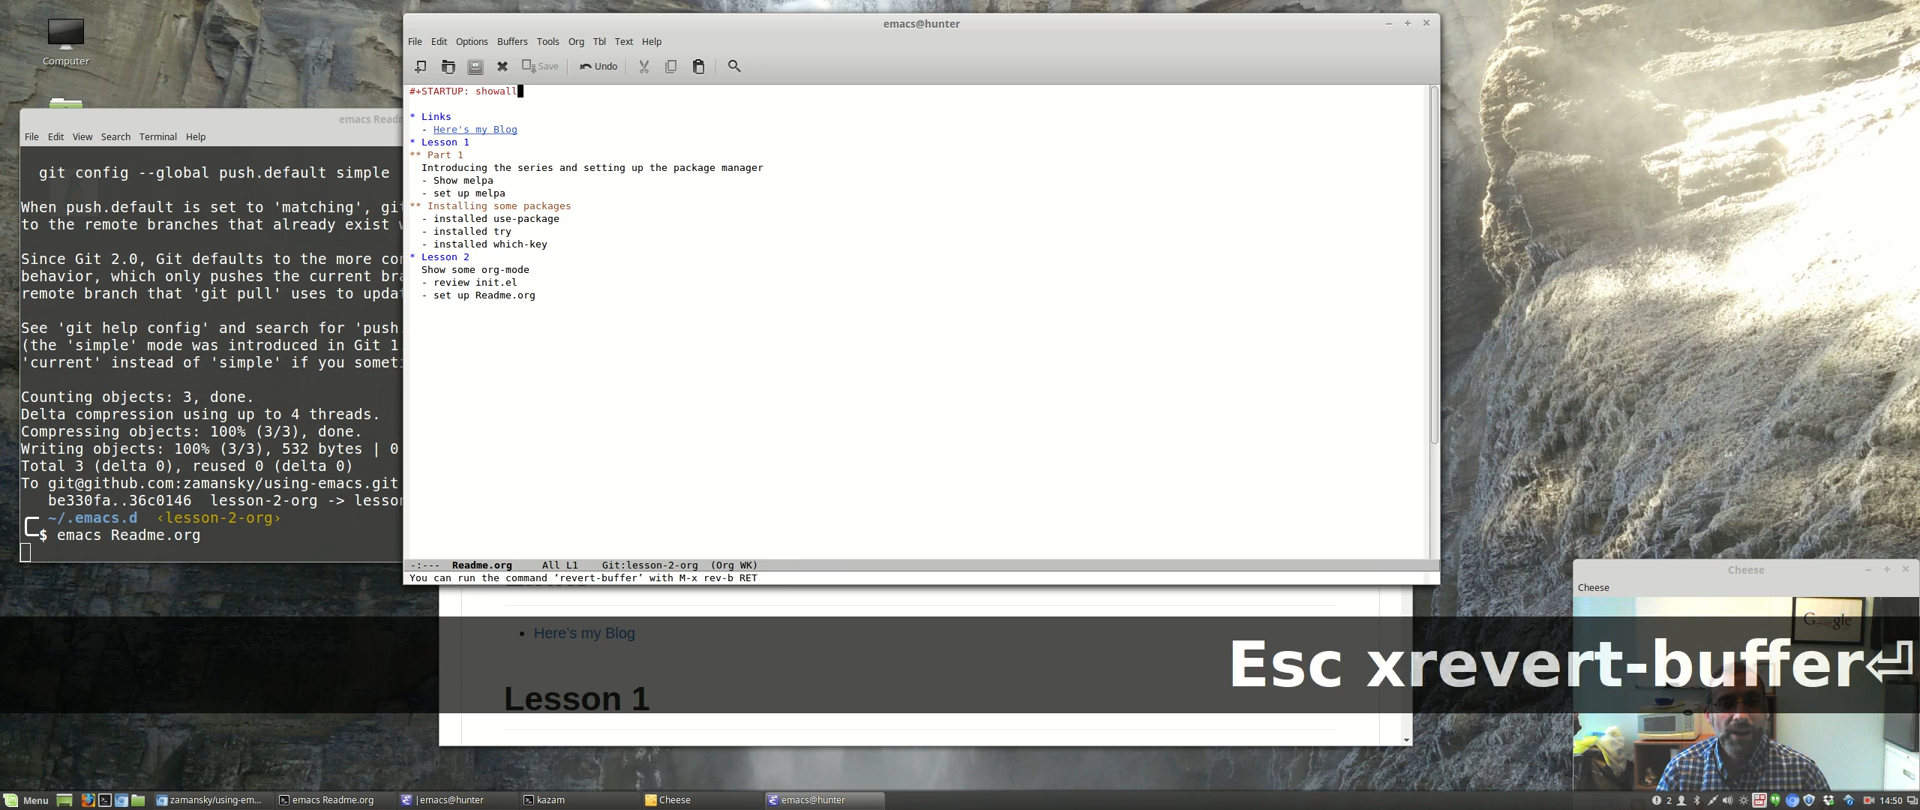 Computer
emacs@hunter
File Edit Options Buffers Tools Org Tbl Text Help
Save Undo
#+STARTUP: showall
* Links
- Here's my Blog
* Lesson 1
** Part 1
Introducing the series and setting up the package manager
- Show melpa
- set up melpa
** Installing some packages
- installed use-package
- installed try
- installed which-key
* Lesson 2
Show some org-mode
- review init.el
- set up Readme.org
-:--- Readme.org All L1 Git:lesson-2-org (Org WK)
You can run the command ‘revert-buffer’ with M-x rev-b RET
emacs
File Edit View Search Terminal Help
git config --global push.default simple
When push.default is set to 'matching',
to the remote branches that already exist
Since Git 2.0, Git defaults to the more
behavior, which only pushes the current
remote branch that 'git pull' uses to
See 'git help config' and search for 'push
(the 'simple' mode was introduced in Git
'current' instead of 'simple' if you
Counting objects: 3, done.
Delta compression using up to 4 threads.
Compressing objects: 100% (3/3), done.
Writing objects: 100% (3/3), 532 bytes |
Total 3 (delta 0), reused 0 (delta 0)
To git@github.com:zamansky/using-emacs.git
be330fa..36c0146 lesson-2-org ->
~/.emacs.d ‹lesson-2-org›
$ emacs Readme.org
Here's my Blog
Lesson 1
Esc xrevert-buffer⏎
Cheese
Cheese
Google
Menu zamansky/using-em... emacs Readme.org emacs@hunter kazam Cheese emacs@hunter 2 14:50